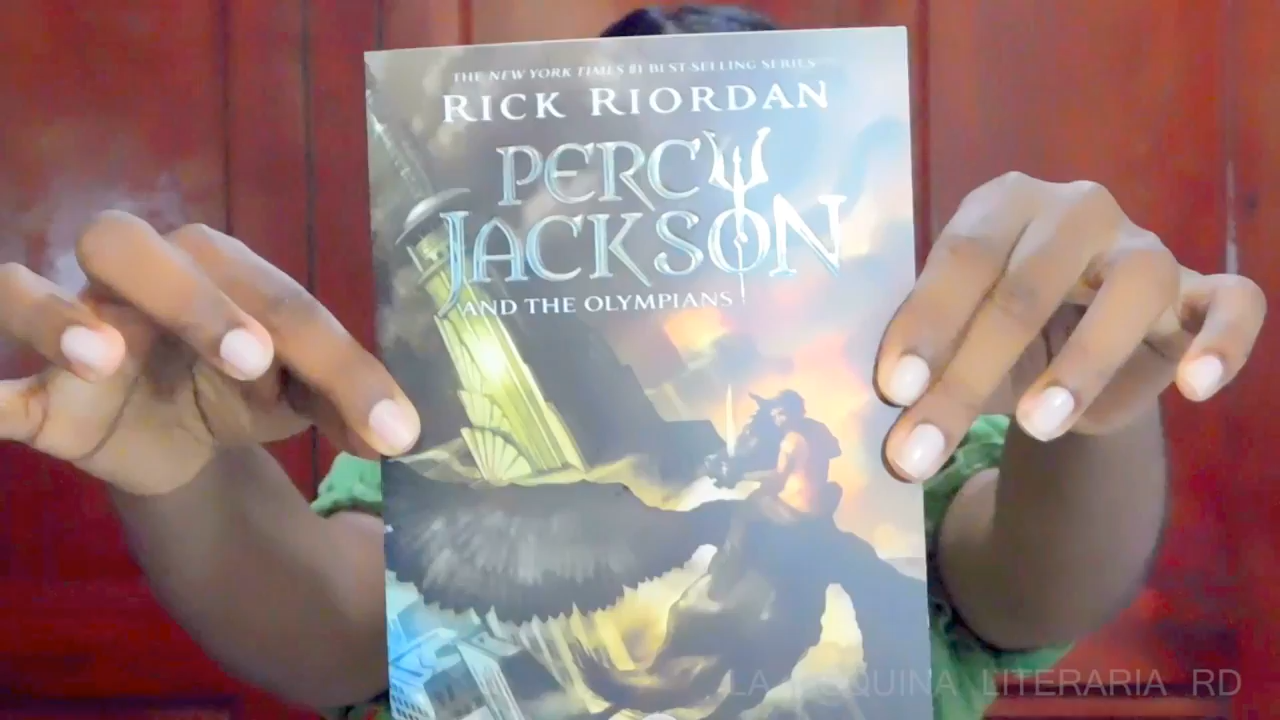 THE NEW YORK TIMES #1 BEST-SELLING SERIES
RICK RIORDAN
PERCY
JACKSON
AND THE OLYMPIANS
LA ESQUINA LITERARIA RD